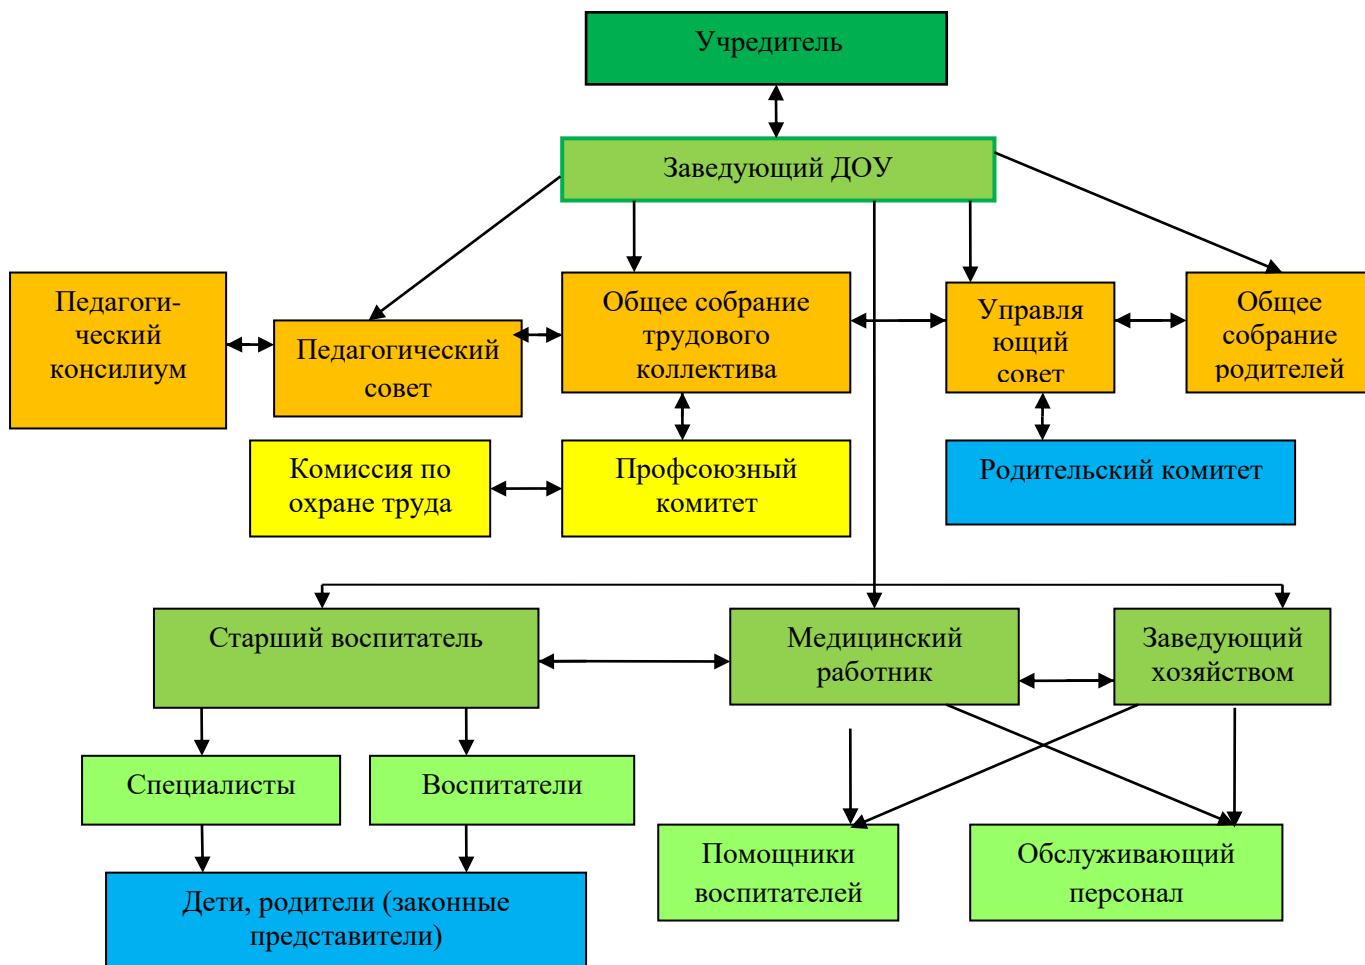 Учредитель
Заведующий ДОУ
Педагоги-
ческий
консилиум
Педагогический
совет
Общее собрание
трудового
коллектива
Управля
ющий
совет
Общее
собрание
родителей
Комиссия по
охране труда
Профсоюзный
комитет
Родительский комитет
Старший воспитатель
Медицинский
работник
Заведующий
хозяйством
Специалисты
Воспитатели
Помощники
воспитателей
Обслуживающий
персонал
Дети, родители (законные
представители)